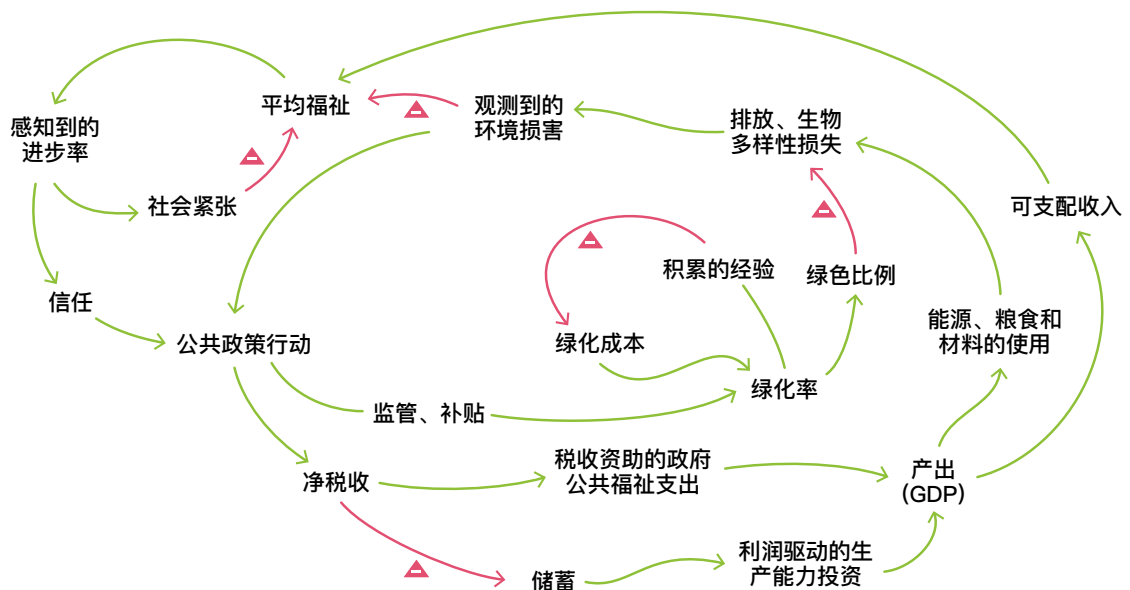 平均福祉
观测到的
环境损害
感知到的
进步率
排放、生物
多样性损失
社会紧张
可支配收入
积累的经验
绿色比例
信任
公共政策行动
绿化成本
能源、粮食和
材料的使用
绿化率
监管、补贴
净税收
税收资助的政府
公共福祉支出
产出
(GDP)
储蓄
利润驱动的生
产能力投资